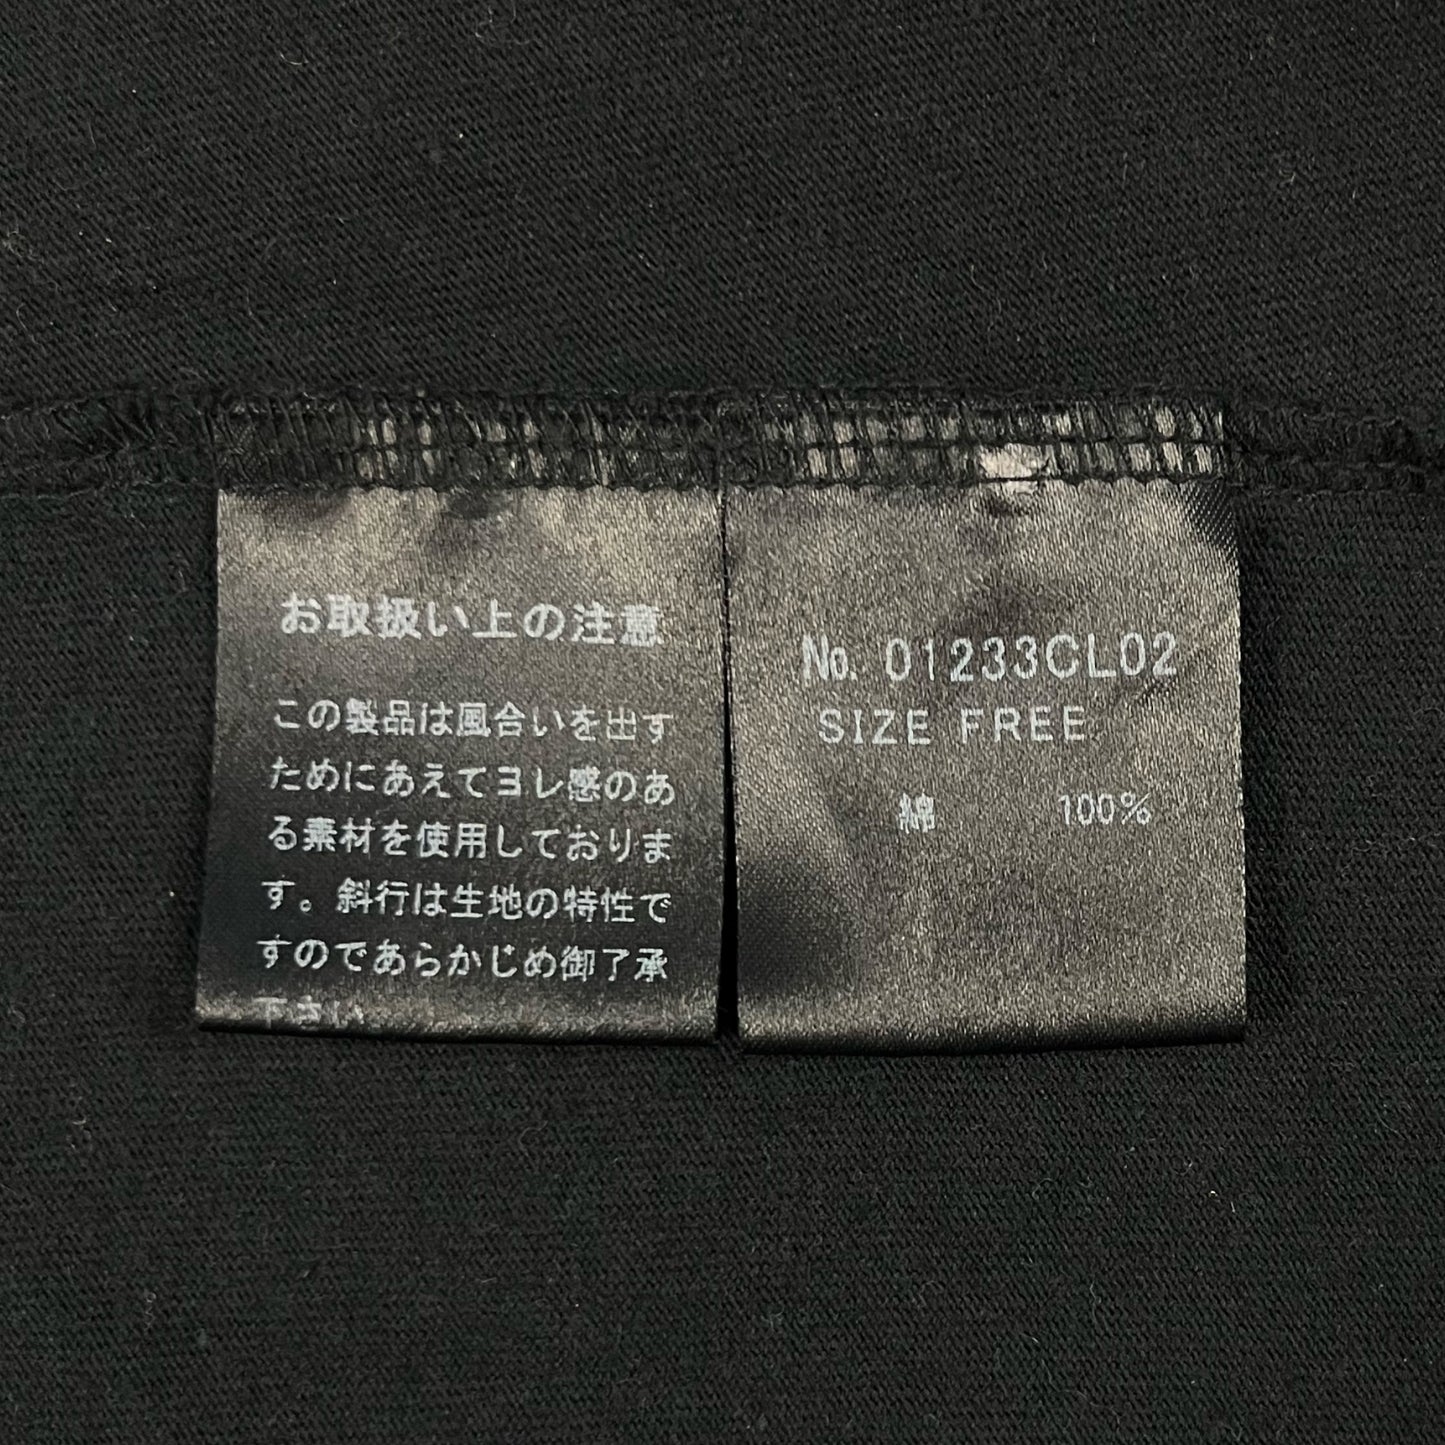 お取扱い上の注意
この製品は風合いを出す
ためにあえてヨレ感のあ
る素材を使用しておりま
す。斜行は生地の特性で
すのであらかじめ御了承
下さい
No. 01233CL02
SIZE FREE
綿 100%